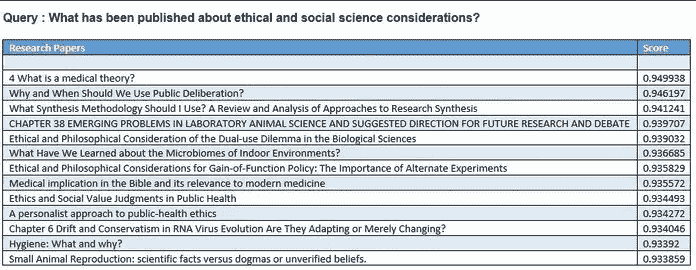 Query : What has been published about ethical and social science considerations?
Research Papers Score
4 What is a medical theory? 0.949938
Why and When Should We Use Public Deliberation? 0.946197
What Synthesis Methodology Should I Use? A Review and Analysis of Approaches to Research Synthesis 0.941241
CHAPTER 38 EMERGING PROBLEMS IN LABORATORY ANIMAL SCIENCE AND SUGGESTED DIRECTION FOR FUTURE RESEARCH AND DEBATE 0.939707
Ethical and Philosophical Consideration of the Dual-use Dilemma in the Biological Sciences 0.939032
What Have We Learned about the Microbiomes of Indoor Environments? 0.936685
Ethical and Philosophical Considerations for Gain-of-Function Policy: The Importance of Alternate Experiments 0.935829
Medical implication in the Bible and its relevance to modern medicine 0.935572
Ethics and Social Value Judgments in Public Health 0.934493
A personalist approach to public-health ethics 0.934272
Chapter 6 Drift and Conservatism in RNA Virus Evolution Are They Adapting or Merely Changing? 0.934046
Hygiene: What and why? 0.93392
Small Animal Reproduction: scientific facts versus dogmas or unverified beliefs. 0.933859